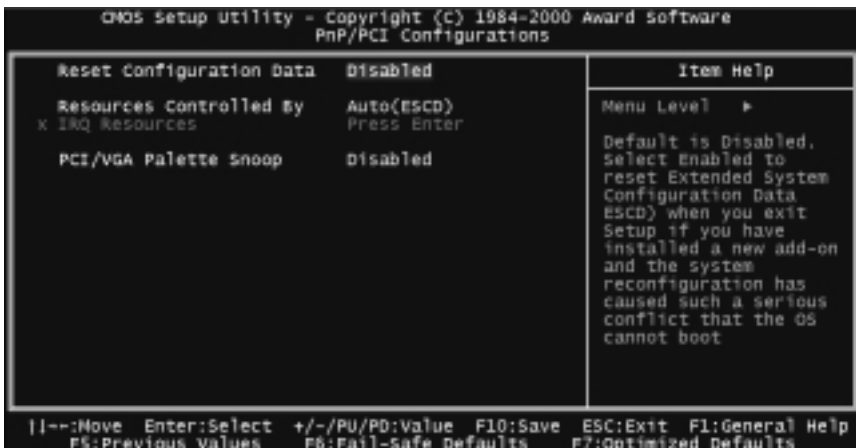 CMOS Setup Utility – Copyright (C) 1984-2000 Award Software
PnP/PCI Configurations
Reset Configuration Data Disabled
Resources Controlled By Auto(ESCD)
x IRQ Resources Press Enter
PCI/VGA Palette Snoop Disabled
Item Help
Menu Level ▶
Default is Disabled.
Select Enabled to
reset Extended System
Configuration Data
ESCD) when you exit
Setup if you have
installed a new add-on
and the system
reconfiguration has
caused such a serious
conflict that the OS
cannot boot
:Move Enter:Select +/-/PU/PD:Value F10:Save ESC:Exit F1:General Help
F5:Previous Values F6:Fail-Safe Defaults F7:Optimized Defaults